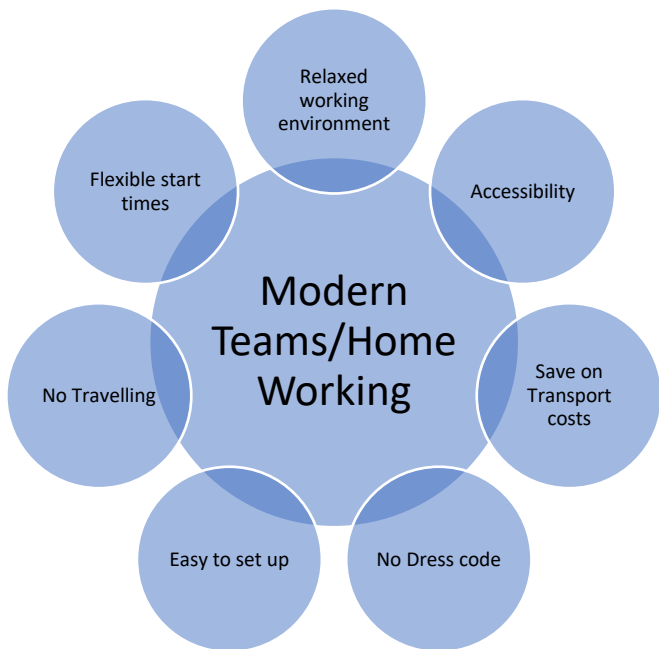 Relaxed
working
environment
Accessibility
Save on
Transport
costs
No Dress code
Easy to set up
No Travelling
Flexible start
times
Modern
Teams/Home
Working